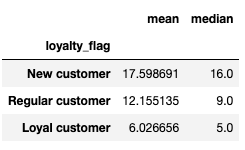 mean median
loyalty_flag
New customer 17.598691 16.0
Regular customer 12.155135 9.0
Loyal customer 6.026656 5.0